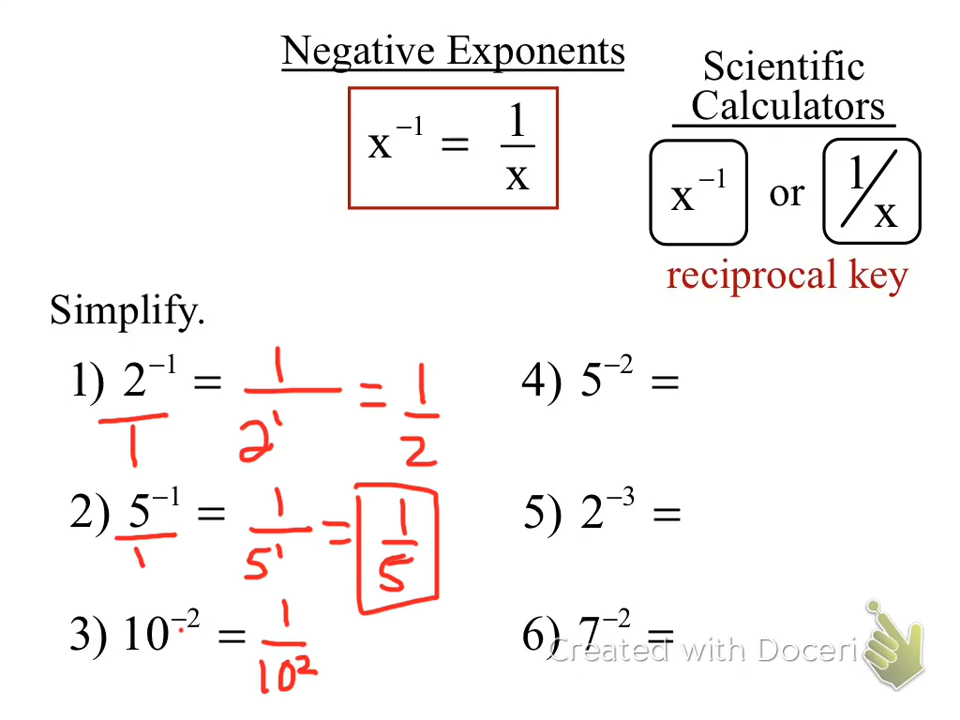 Negative Exponents
x⁻¹ = 1/x
Scientific
Calculators
x⁻¹ or 1/x
reciprocal key
Simplify.
1) 2⁻¹/1 = 1/2¹ = 1/2
2) 5⁻¹/1 = 1/5¹ = 1/5
3) 10⁻² = 1/10²
4) 5⁻² =
5) 2⁻³ =
6) 7⁻² =
Created with Doceri